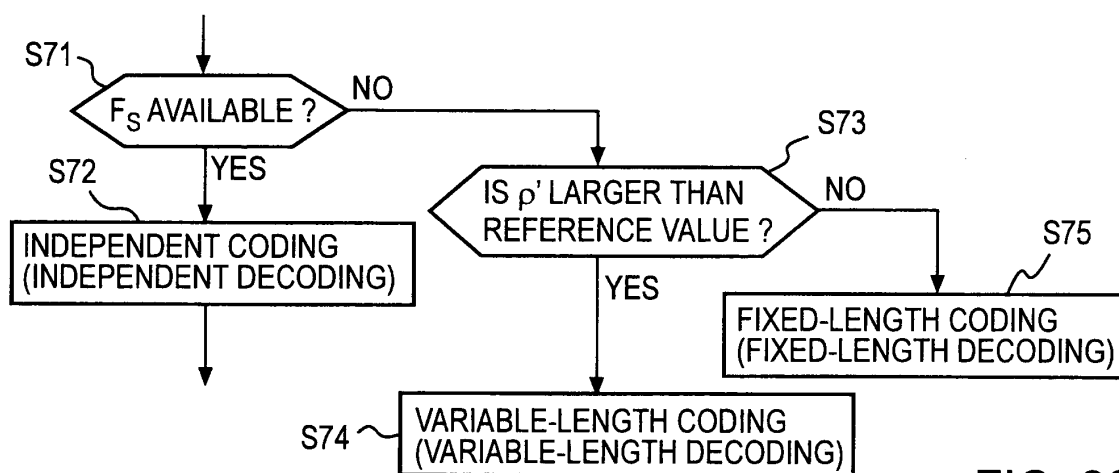 S71
F_S AVAILABLE ?
NO
YES
S72
INDEPENDENT CODING
(INDEPENDENT DECODING)
S73
IS ρ' LARGER THAN
REFERENCE VALUE ?
NO
YES
S75
FIXED-LENGTH CODING
(FIXED-LENGTH DECODING)
S74
VARIABLE-LENGTH CODING
(VARIABLE-LENGTH DECODING)